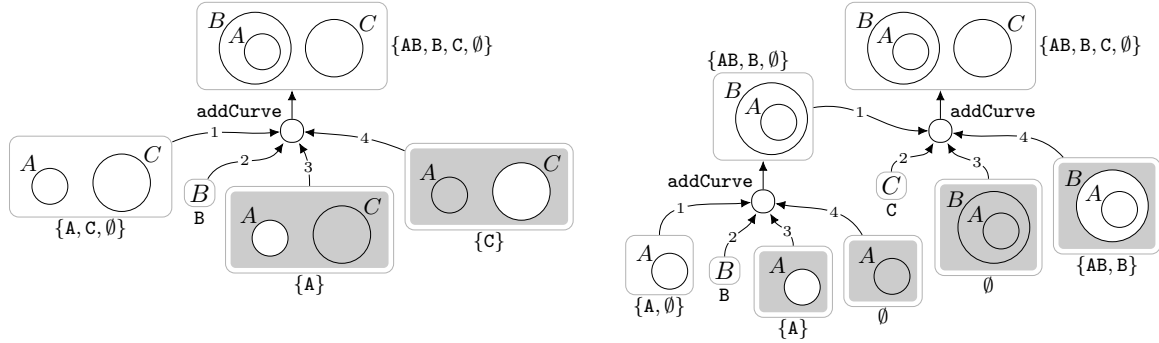 B A C
{AB, B, C, ∅}
addCurve
1 2 3 4
A C
{A, C, ∅}
B
B
A C
{A}
A C
{C}
B A C
{AB, B, C, ∅}
{AB, B, ∅}
B A
addCurve
1 2 3 4
C
C
B A
∅
B A
{AB, B}
addCurve
1 2 3 4
A
{A, ∅}
B
B
A
{A}
A
∅